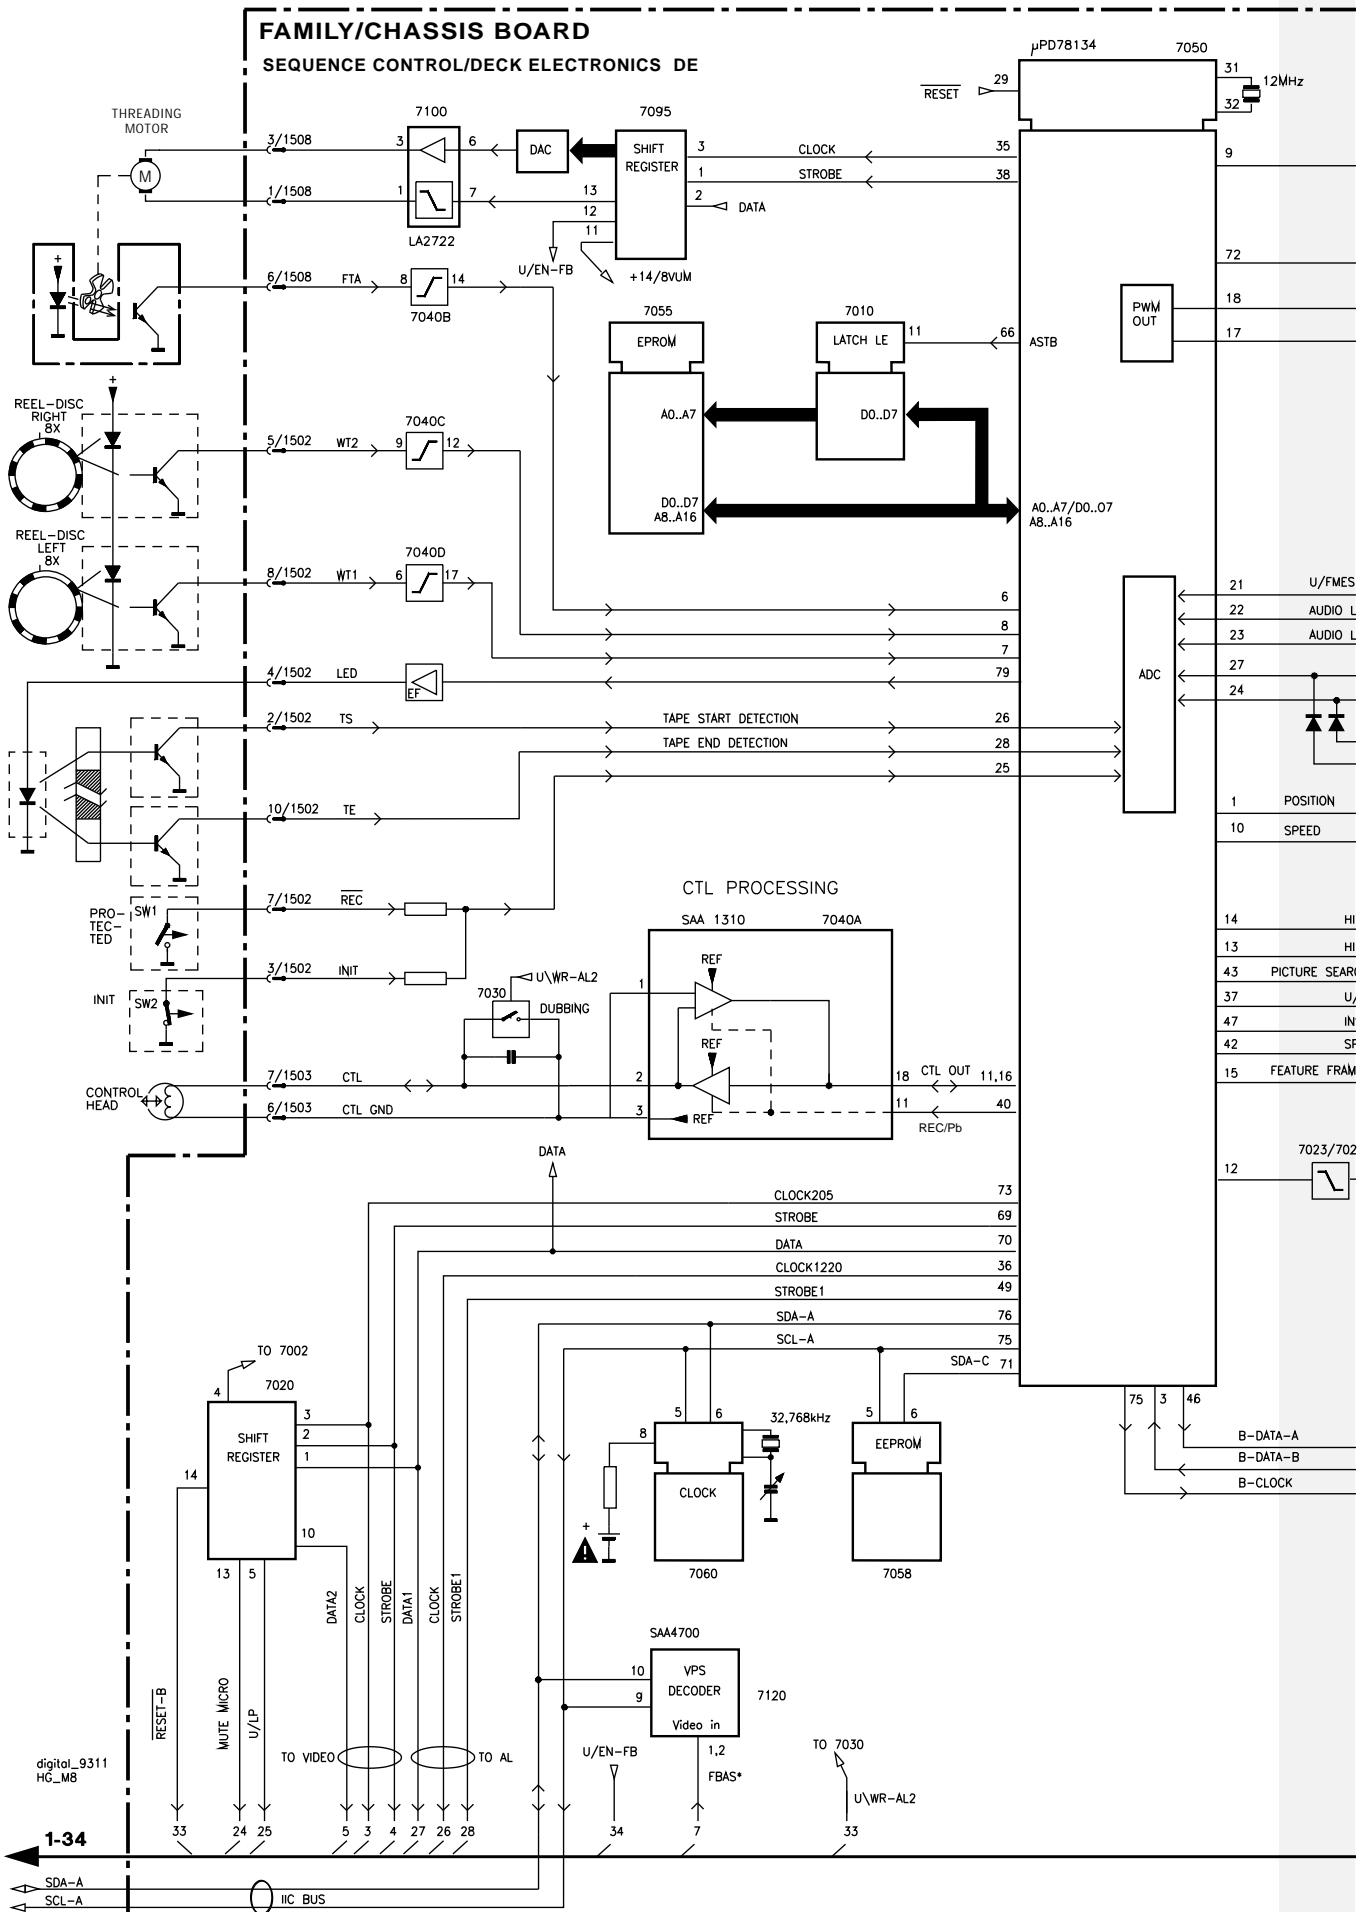 FAMILY/CHASSIS BOARD
SEQUENCE CONTROL/DECK ELECTRONICS DE
µPD78134
7050
29
RESET
31
32
12MHz
THREADING
MOTOR
M
3/1508
1/1508
7100
3
6
1
7
LA2722
DAC
7095
SHIFT
REGISTER
3
CLOCK
35
1
STROBE
38
2
DATA
13
12
11
U/EN-FB
+14/8VUM
9
+
6/1508
FTA
8
14
7040B
7055
EPROM
A0..A7
D0..D7
A8..A16
7010
LATCH LE
11
D0..D7
66
ASTB
A0..A7/D0..07
A8..A16
72
PWM
OUT
18
17
+
REEL-DISC
RIGHT
8X
5/1502
WT2
9
7040C
12
REEL-DISC
LEFT
8X
8/1502
WT1
6
7040D
17
6
8
7
79
4/1502
LED
EF
2/1502
TS
TAPE START DETECTION
26
TAPE END DETECTION
28
25
10/1502
TE
ADC
21
U/FMES
22
AUDIO L
23
AUDIO L
27
24
1
POSITION
10
SPEED
PRO-
TEC-
TED
SW1
7/1502
REC
3/1502
INIT
INIT
SW2
7030
U\WR-AL2
DUBBING
CTL PROCESSING
SAA 1310
7040A
REF
REF
REF
1
2
3
18
CTL OUT
11,16
11
40
REC/Pb
CONTROL
HEAD
7/1503
CTL
6/1503
CTL GND
14
HI
13
HI
43
PICTURE SEARC
37
U/
47
IN
42
SP
15
FEATURE FRAM
12
7023/702
DATA
CLOCK205
73
STROBE
69
DATA
70
CLOCK1220
36
STROBE1
49
SDA-A
76
SCL-A
75
SDA-C
71
75
3
46
B-DATA-A
B-DATA-B
B-CLOCK
TO 7002
4
7020
SHIFT
REGISTER
3
2
1
14
10
13
5
5
6
8
CLOCK
7060
32,768kHz
+
5
6
EEPROM
7058
RESET-B
MUTE MICRO
U/LP
DATA2
CLOCK
STROBE
DATA1
CLOCK
STROBE1
TO VIDEO
TO AL
SAA4700
10
9
VPS
DECODER
Video in
7120
1,2
FBAS*
U/EN-FB
TO 7030
U\WR-AL2
digital_9311
HG_M8
33
24
25
5
3
4
27
26
28
34
7
33
1-34
SDA-A
SCL-A
IIC BUS